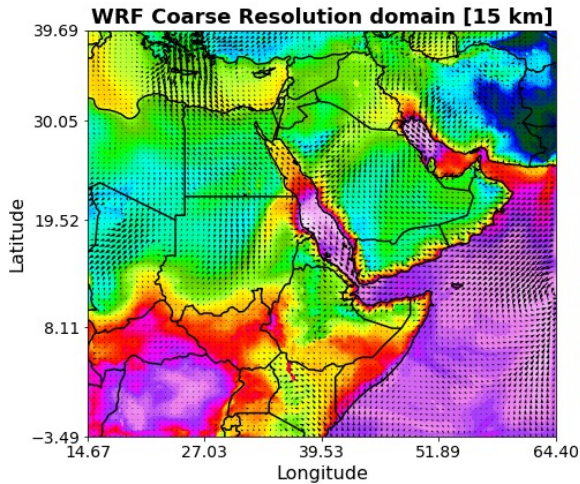 WRF Coarse Resolution domain [15 km]
39.69
30.05
19.52
8.11
−3.49
Latitude
14.67 27.03 39.53 51.89 64.40
Longitude